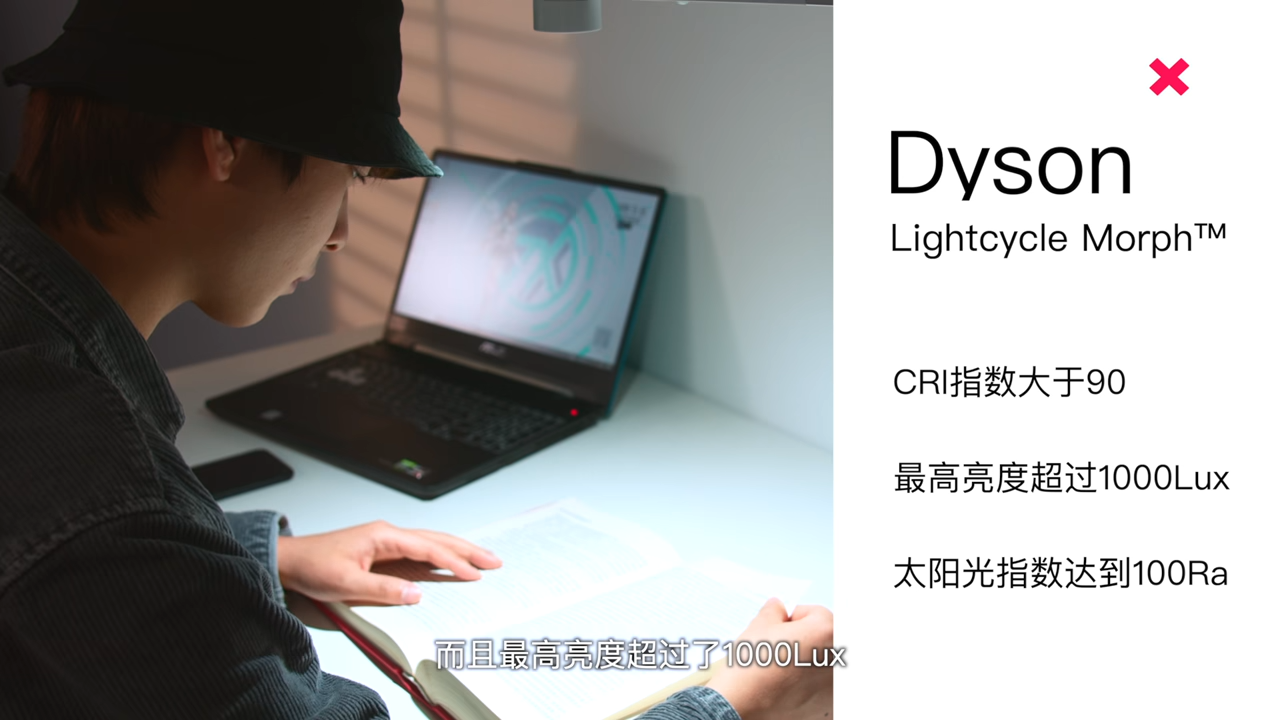 Dyson
Lightcycle Morph™
CRI指数大于90
最高亮度超过1000Lux
太阳光指数达到100Ra
而且最高亮度超过了1000Lux